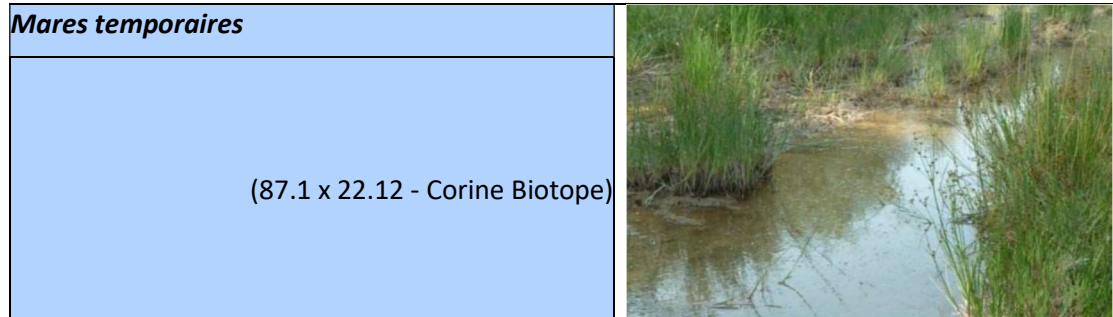 Mares temporaires
(87.1 x 22.12 - Corine Biotope)